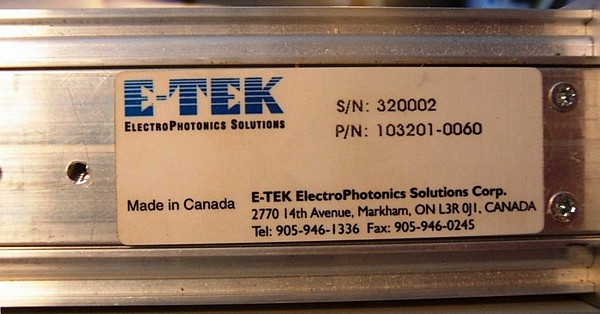 E-TEK
ELECTROPHOTONICS SOLUTIONS
S/N: 320002
P/N: 103201-0060
Made in Canada
E-TEK ElectroPhotonics Solutions Corp.
2770 14th Avenue, Markham, ON L3R 0J1, CANADA
Tel: 905-946-1336 Fax: 905-946-0245